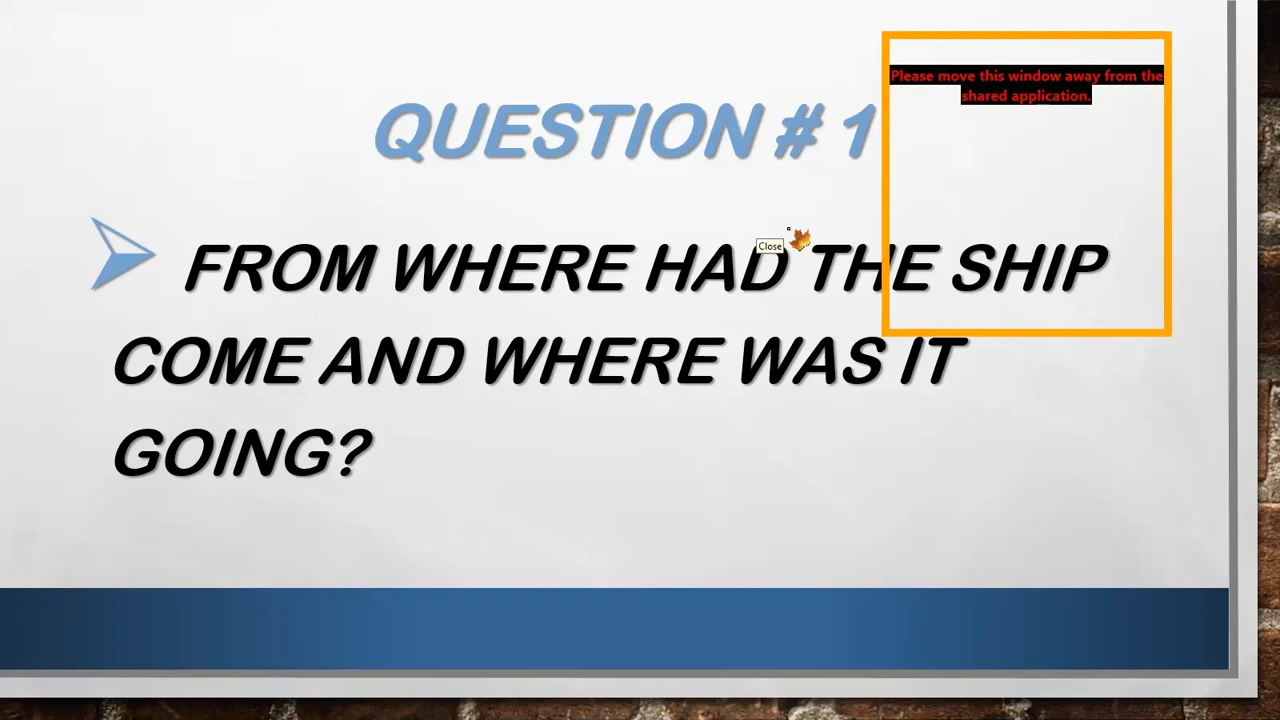 Please move this window away from the
shared application.
QUESTION # 1
FROM WHERE HAD THE SHIP
Close
COME AND WHERE WAS IT
GOING?